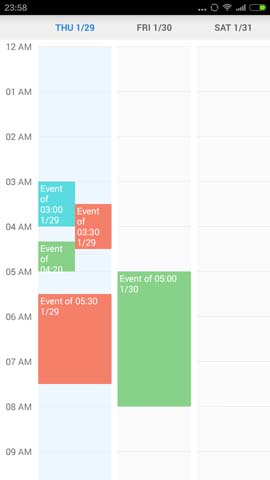 23:58
THU 1/29 FRI 1/30 SAT 1/31
12 AM
01 AM
02 AM
03 AM
Event
of
03:00
1/29
Event
of
03:30
1/29
04 AM
Event
of
04:20
05 AM
Event of 05:00
1/30
Event of 05:30
1/29
06 AM
07 AM
08 AM
09 AM